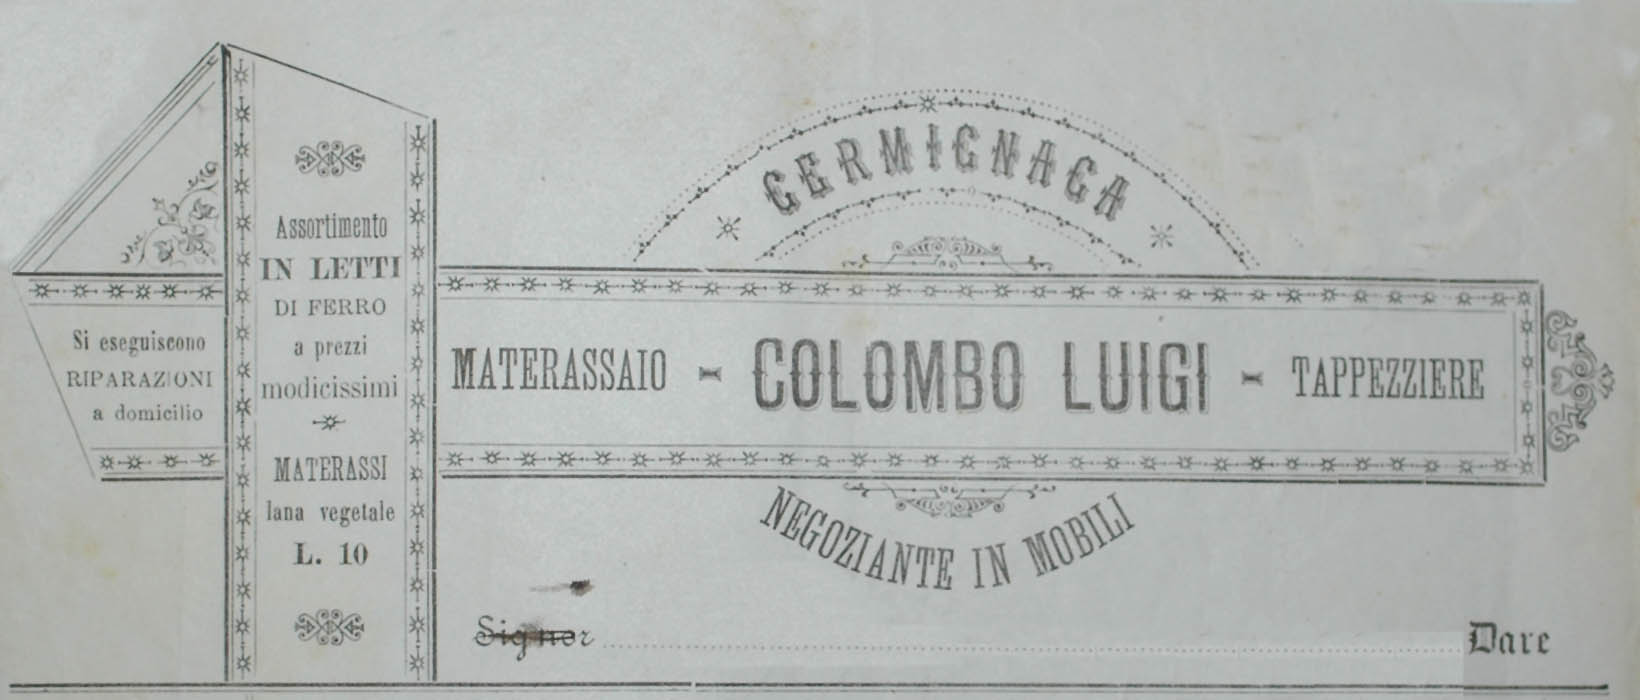 Si eseguiscono
RIPARAZIONI
a domicilio
Assortimento
IN LETTI
DI FERRO
a prezzi
modicissimi
MATERASSI
lana vegetale
L. 10
GERMIGNAGA
MATERASSAIO - COLOMBO LUIGI - TAPPEZZIERE
NEGOZIANTE IN MOBILI
Signor Dare